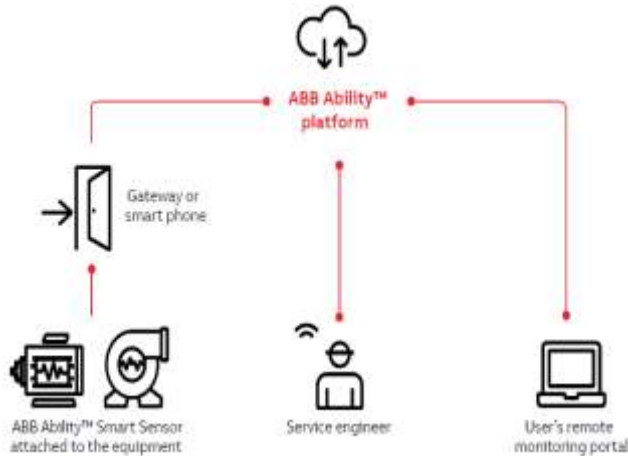 ABB Ability™
platform
Gateway or
smart phone
ABB Ability™ Smart Sensor
attached to the equipment
Service engineer
User's remote
monitoring portal